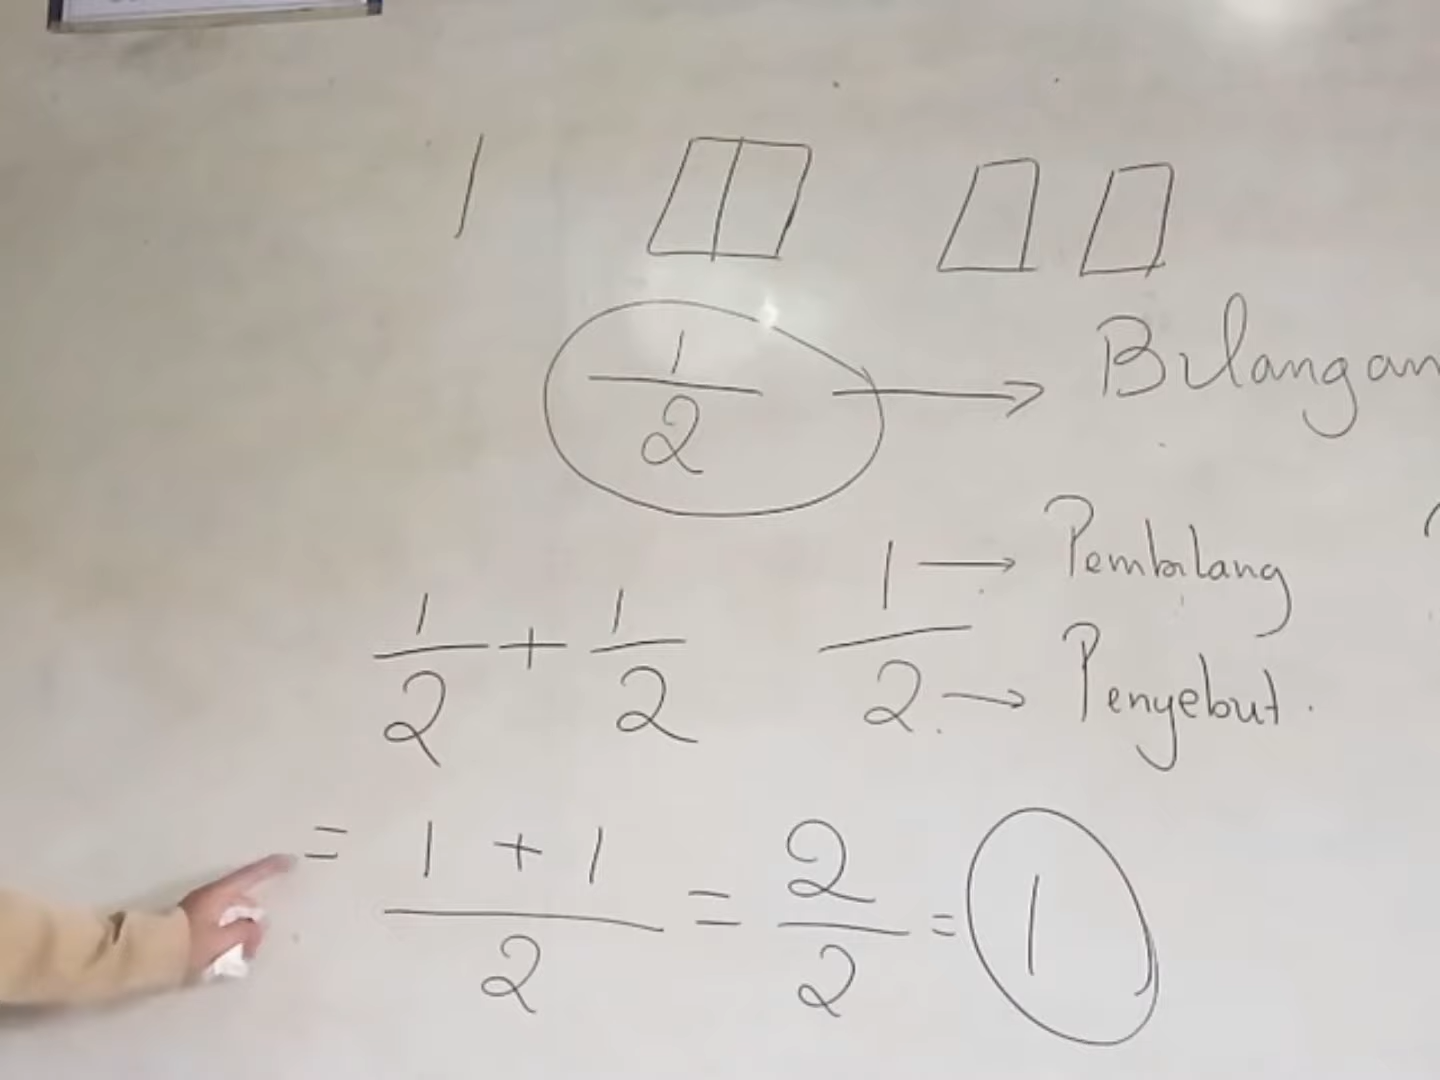 1
1/2 → Bilangan
1/2 + 1/2
1 → Pembilang
2 → Penyebut.
= 1 + 1 / 2 = 2/2 = 1